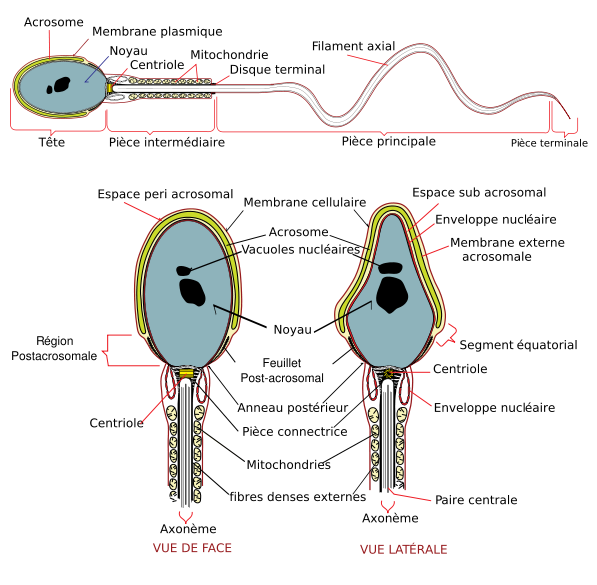 Acrosome
Membrane plasmique
Noyau
Centriole
Mitochondrie
Disque terminal
Filament axial
Tête
Pièce intermédiaire
Pièce principale
Pièce terminale
Espace peri acrosomal
Membrane cellulaire
Espace sub acrosomal
Enveloppe nucléaire
Acrosome
Vacuoles nucléaires
Membrane externe
acrosomale
Noyau
Région
Postacrosomale
Segment équatorial
Feuillet
Post-acrosomal
Centriole
Anneau postérieur
Enveloppe nucléaire
Centriole
Pièce connectrice
Mitochondries
fibres denses externes
Paire centrale
Axonème
Axonème
VUE DE FACE
VUE LATÉRALE